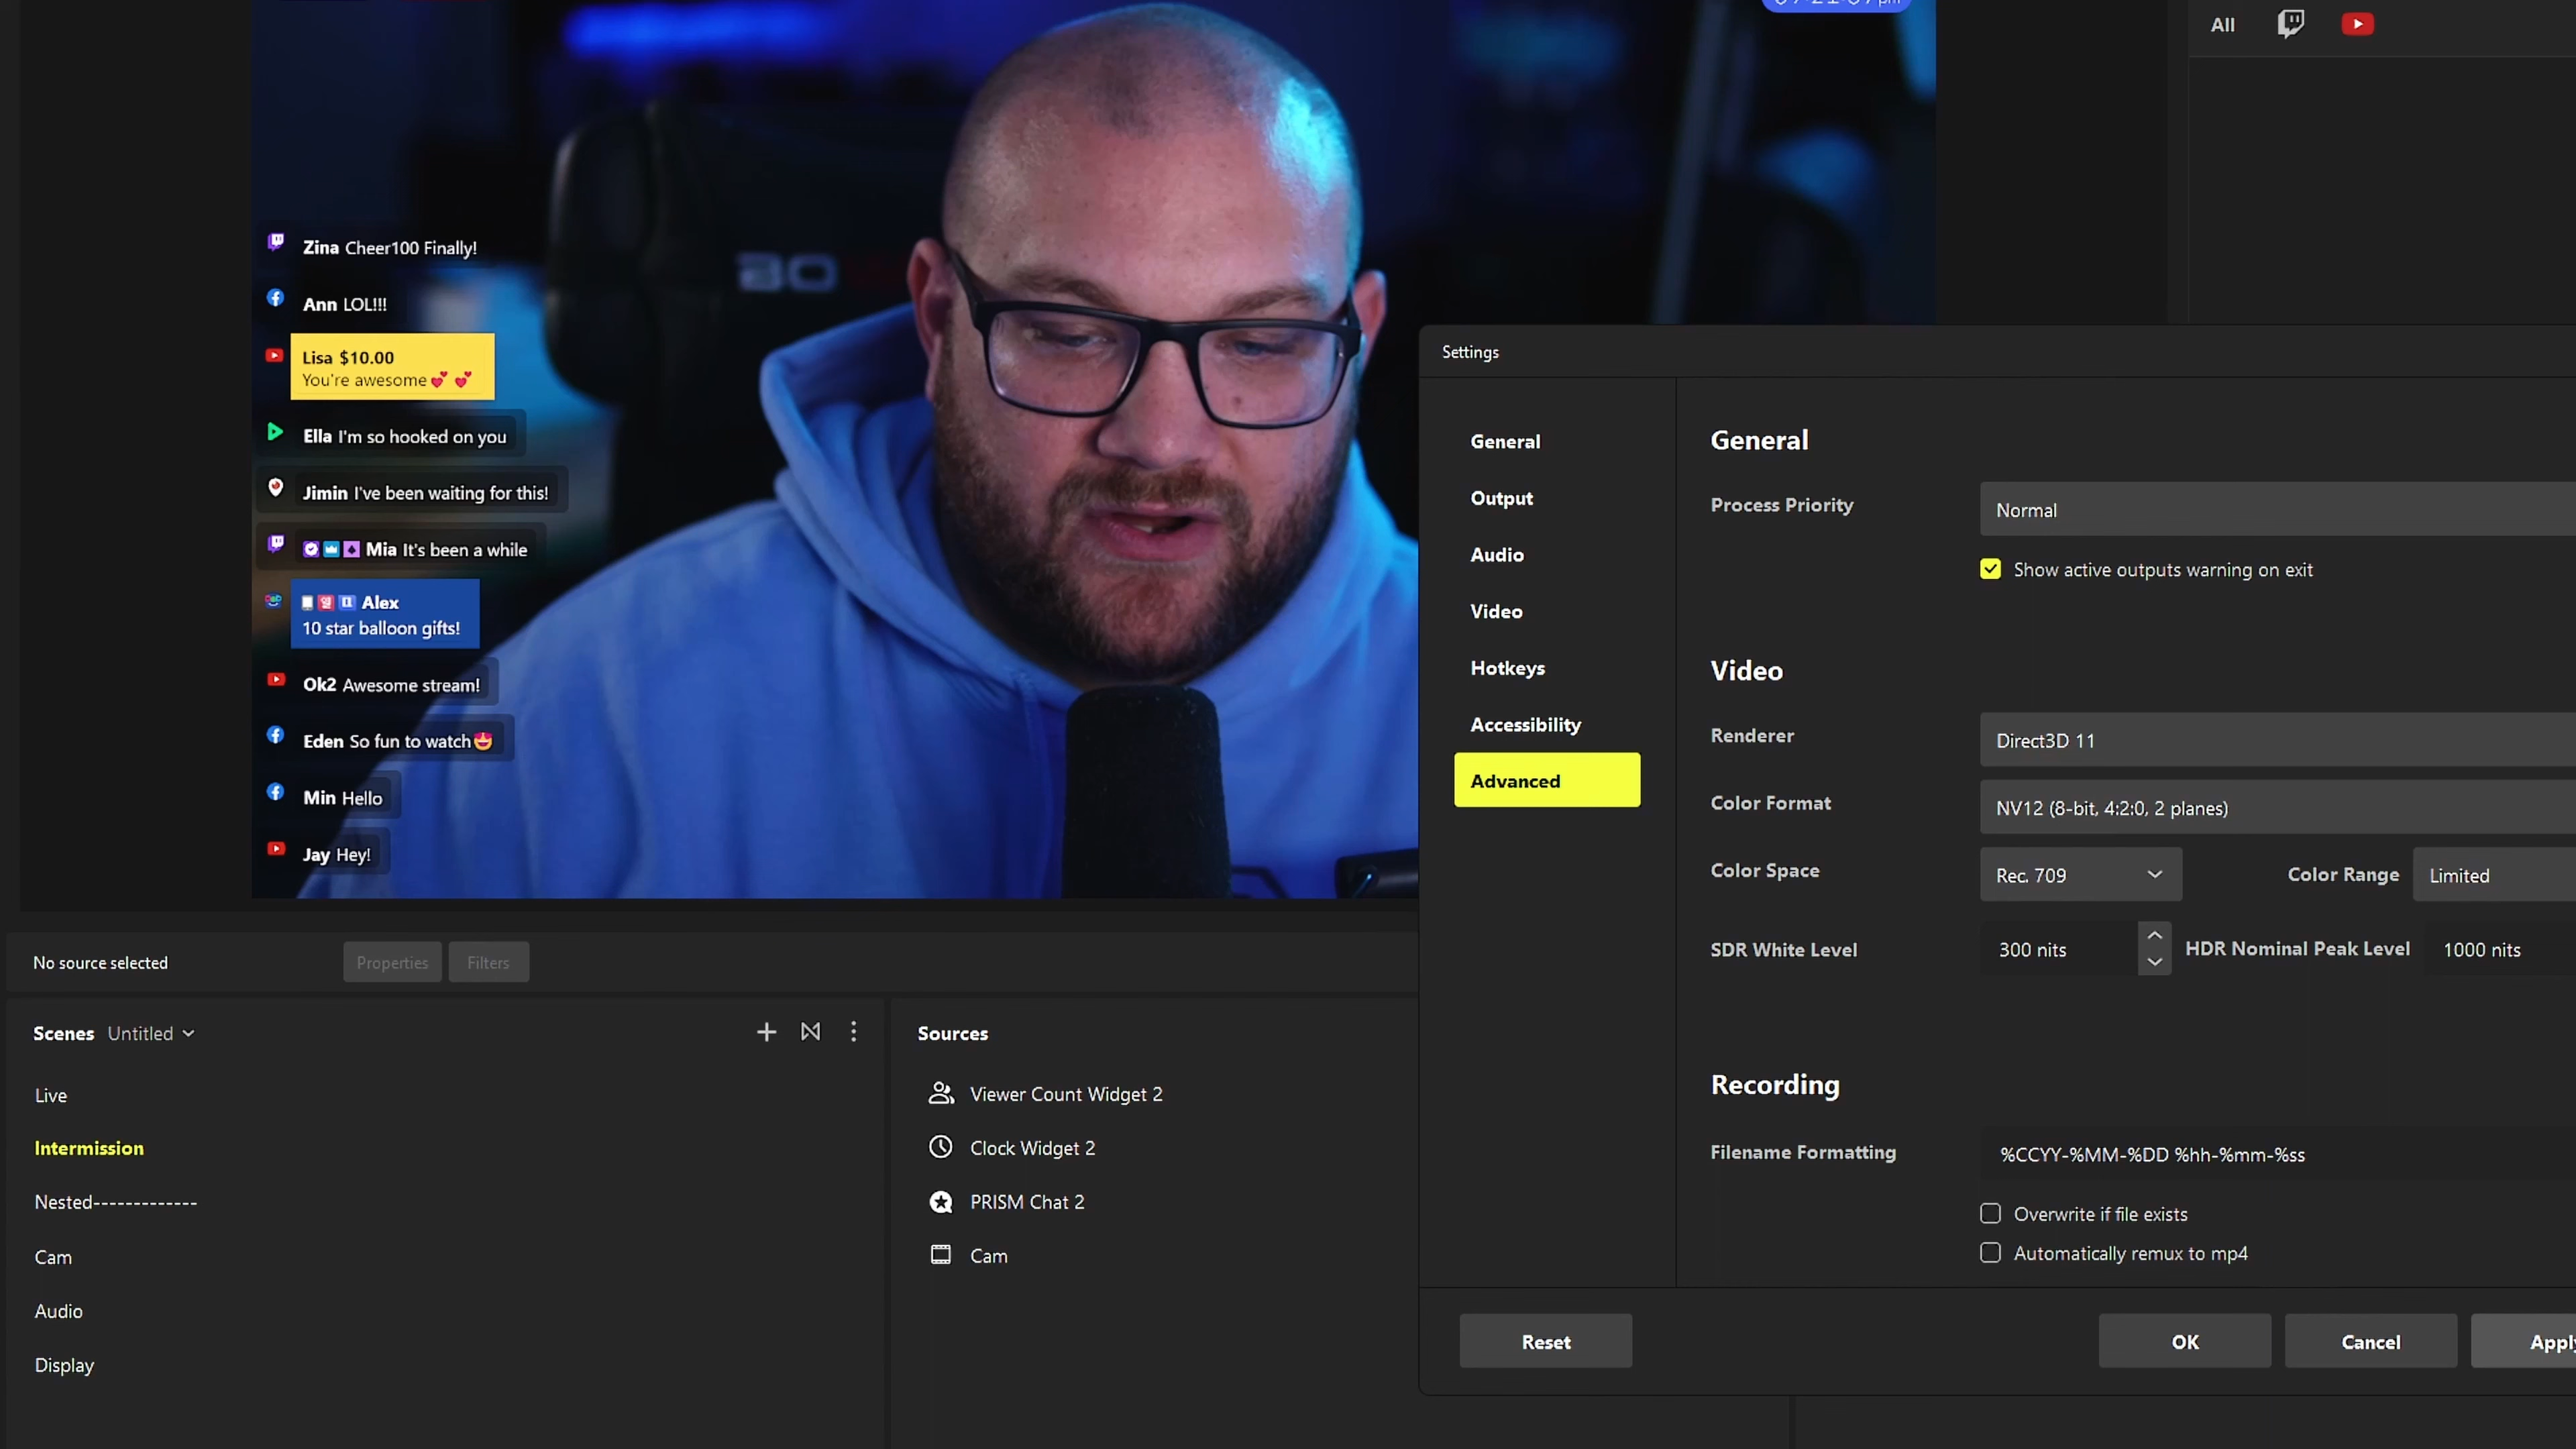 All
Zina Cheer100 Finally!
Ann LOL!!!
Lisa $10.00
You're awesome💕 💕
Ella I'm so hooked on you
Jimin I've been waiting for this!
Mia It's been a while
Alex
10 star balloon gifts!
Ok2 Awesome stream!
Eden So fun to watch😍
Min Hello
Jay Hey!
No source selected
Properties
Filters
Scenes Untitled
Live
Intermission
Nested-------------
Cam
Audio
Display
Sources
Viewer Count Widget 2
Clock Widget 2
PRISM Chat 2
Cam
Settings
General
Output
Audio
Video
Hotkeys
Accessibility
Advanced
General
Process Priority Normal
Show active outputs warning on exit
Video
Renderer Direct3D 11
Color Format NV12 (8-bit, 4:2:0, 2 planes)
Color Space Rec. 709 Color Range Limited
SDR White Level 300 nits HDR Nominal Peak Level 1000 nits
Recording
Filename Formatting %CCYY-%MM-%DD %hh-%mm-%ss
Overwrite if file exists
Automatically remux to mp4
Reset
OK
Cancel
Apply